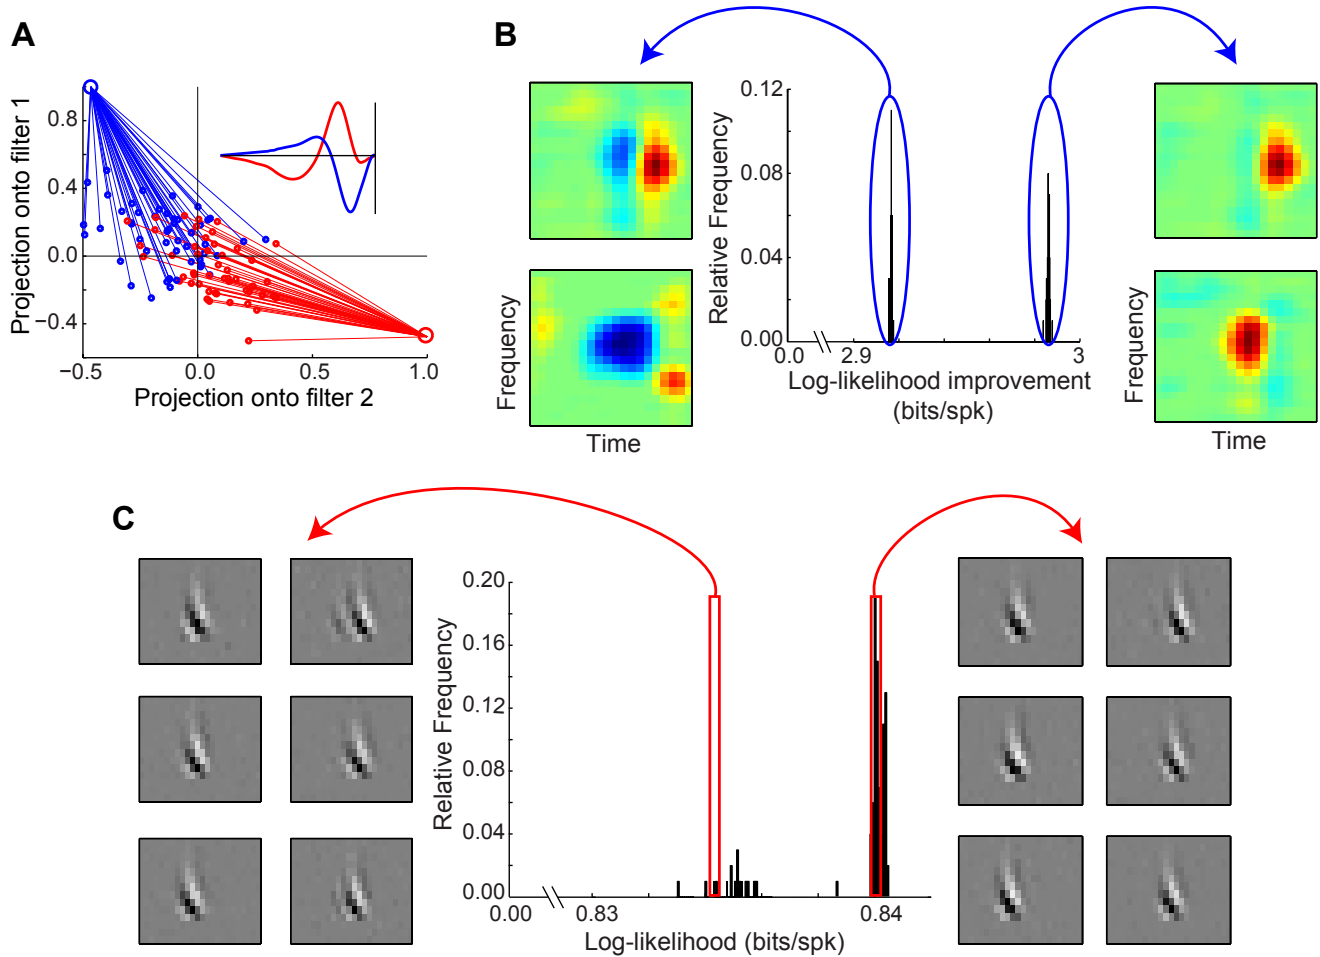 A
Projection onto filter 1
0.8
0.4
0.0
−0.4
−0.5
0.0
0.5
1.0
Projection onto filter 2
B
Frequency
Time
Relative Frequency
0.12
0.08
0.04
0.00
0.0
2.9
3
Log-likelihood improvement
(bits/spk)
Frequency
Time
C
Relative Frequency
0.20
0.16
0.12
0.08
0.04
0.00
0.00
0.83
0.84
Log-likelihood (bits/spk)